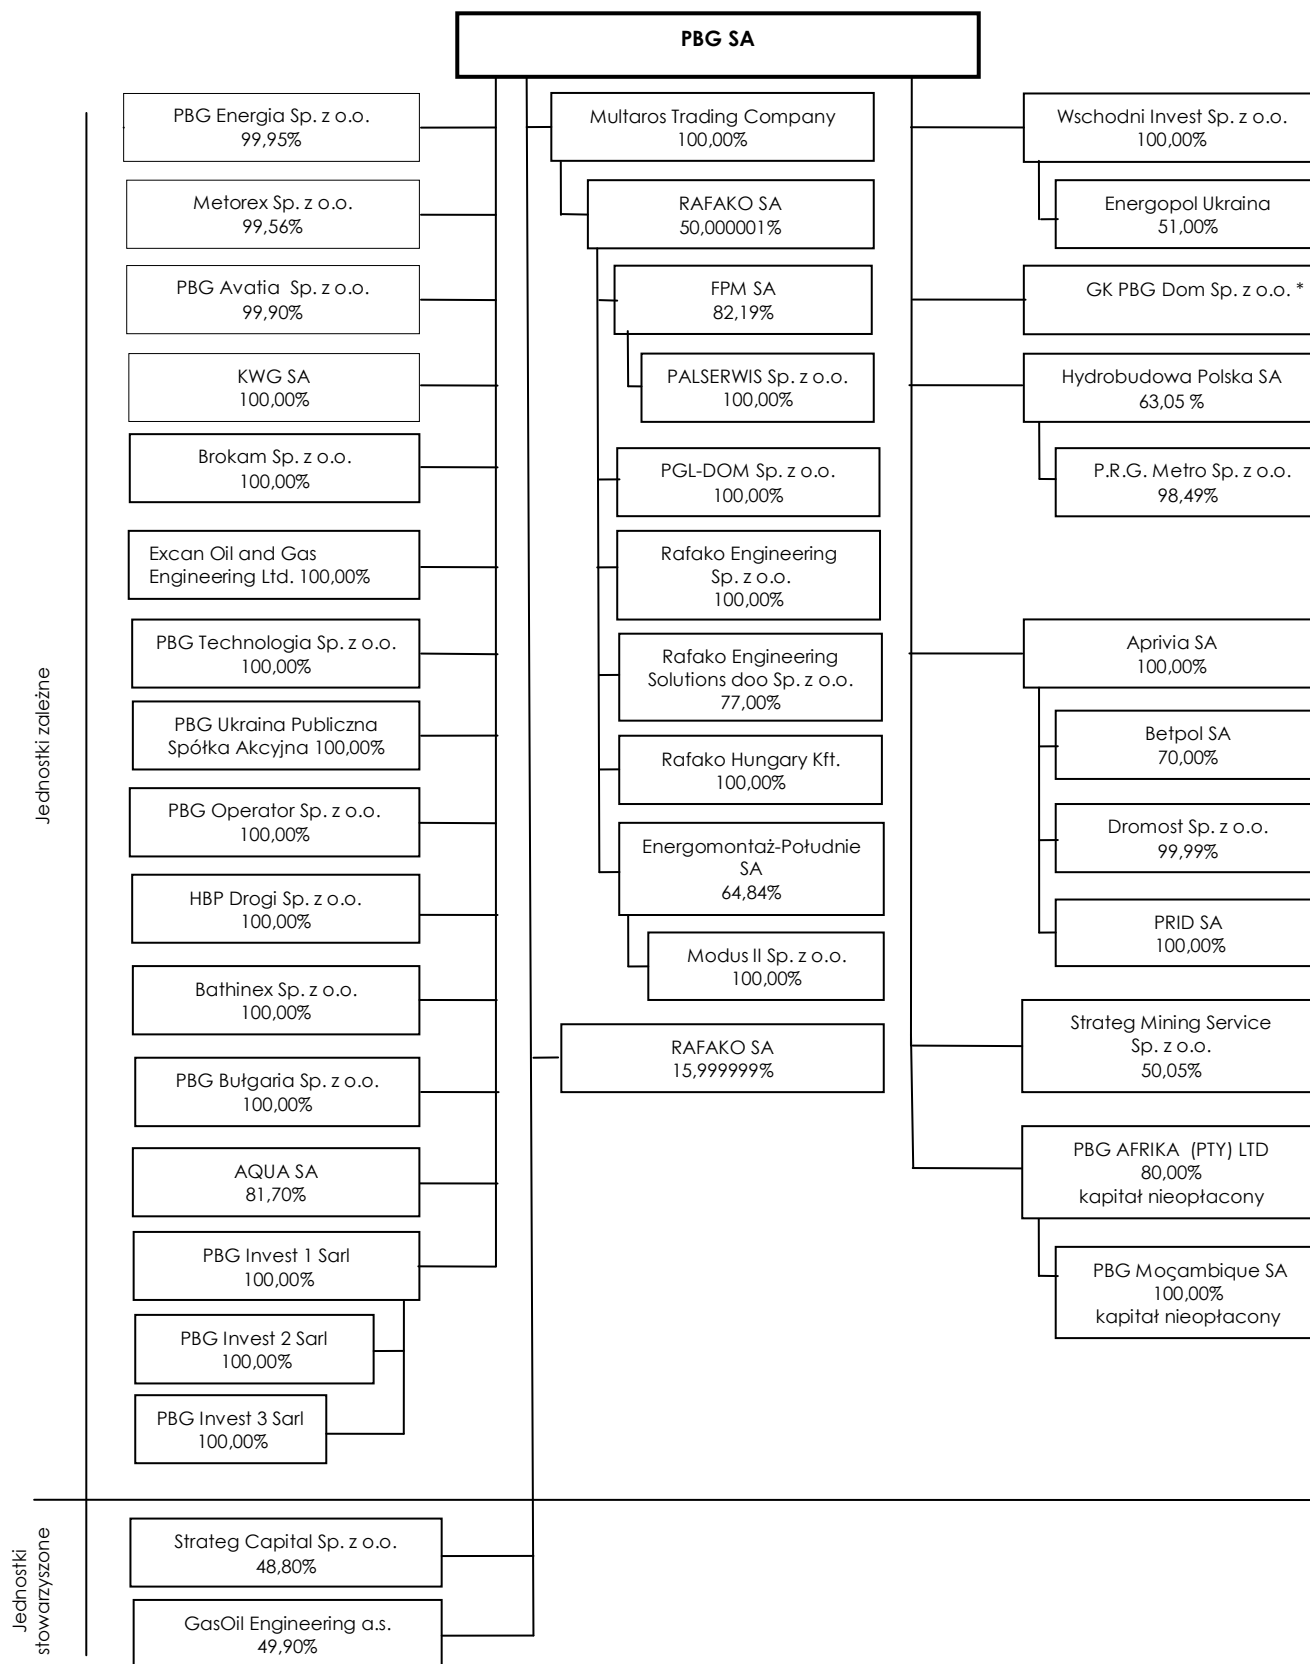 PBG SA
Jednostki zależne
PBG Energia Sp. z o.o.
99,95%
Metorex Sp. z o.o.
99,56%
PBG Avatia Sp. z o.o.
99,90%
KWG SA
100,00%
Brokam Sp. z o.o.
100,00%
Excan Oil and Gas
Engineering Ltd. 100,00%
PBG Technologia Sp. z o.o.
100,00%
PBG Ukraina Publiczna
Spółka Akcyjna 100,00%
PBG Operator Sp. z o.o.
100,00%
HBP Drogi Sp. z o.o.
100,00%
Bathinex Sp. z o.o.
100,00%
PBG Bułgaria Sp. z o.o.
100,00%
AQUA SA
81,70%
PBG Invest 1 Sarl
100,00%
PBG Invest 2 Sarl
100,00%
PBG Invest 3 Sarl
100,00%
Multaros Trading Company
100,00%
RAFAKO SA
50,000001%
FPM SA
82,19%
PALSERWIS Sp. z o.o.
100,00%
PGL-DOM Sp. z o.o.
100,00%
Rafako Engineering
Sp. z o.o.
100,00%
Rafako Engineering
Solutions doo Sp. z o.o.
77,00%
Rafako Hungary Kft.
100,00%
Energomontaż-Południe
SA
64,84%
Modus II Sp. z o.o.
100,00%
RAFAKO SA
15,999999%
Wschodni Invest Sp. z o.o.
100,00%
Energopol Ukraina
51,00%
GK PBG Dom Sp. z o.o. *
Hydrobudowa Polska SA
63,05 %
P.R.G. Metro Sp. z o.o.
98,49%
Aprivia SA
100,00%
Betpol SA
70,00%
Dromost Sp. z o.o.
99,99%
PRID SA
100,00%
Strateg Mining Service
Sp. z o.o.
50,05%
PBG AFRIKA (PTY) LTD
80,00%
kapitał nieopłacony
PBG Moçambique SA
100,00%
kapitał nieopłacony
Jednostki
stowarzyszone
Strateg Capital Sp. z o.o.
48,80%
GasOil Engineering a.s.
49,90%